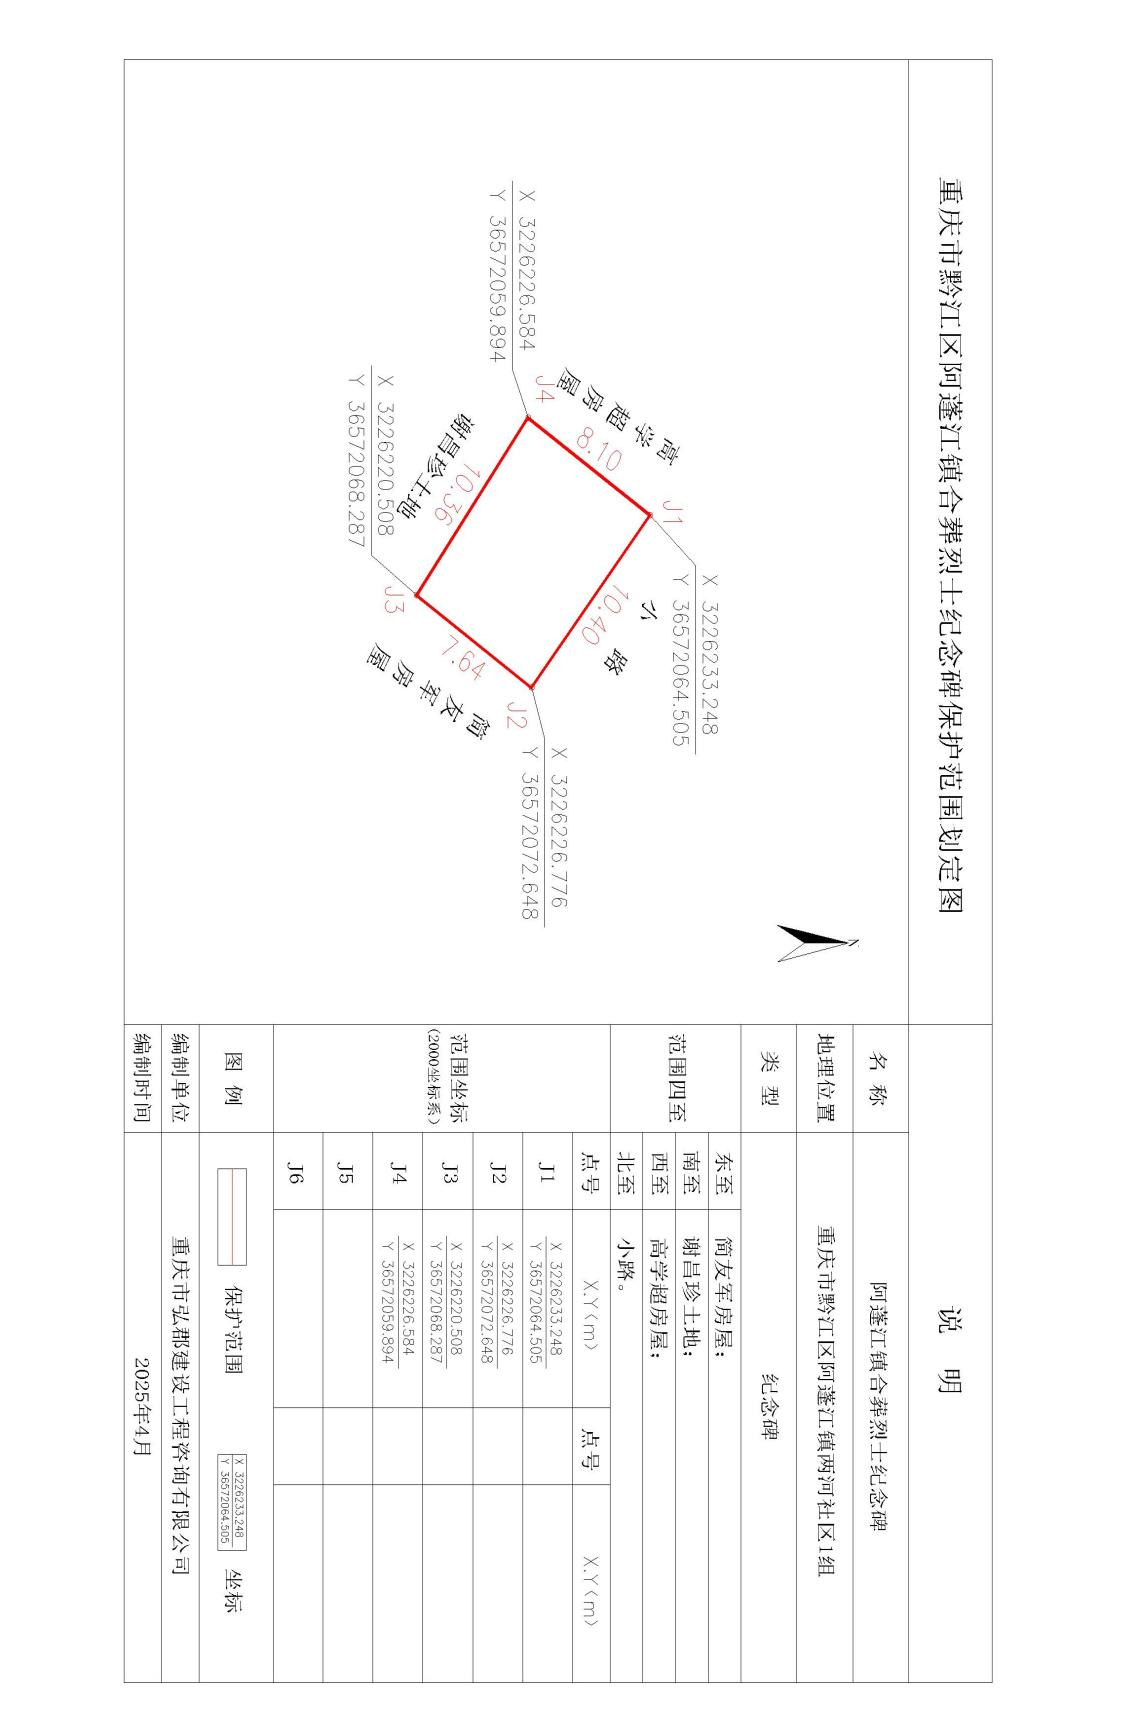 重庆市黔江区阿蓬江镇合葬烈士纪念碑保护范围划定图
N
X 3226233.248
Y 36572064.505
J1
小 路
高 学 超 房 屋
8.10
10.40
X 3226226.584
Y 36572059.894
J4
J2
X 3226226.776
Y 36572072.648
谢昌珍土地
10.36
7.64
简 友 军 房 屋
J3
X 3226220.508
Y 36572068.287
说 明
名 称 阿蓬江镇合葬烈士纪念碑
地理位置 重庆市黔江区阿蓬江镇两河社区1组
类 型 纪念碑
范围四至
东至 简友军房屋;
南至 谢昌珍土地;
西至 高学超房屋;
北至 小路。
范围坐标
(2000坐标系)
点号 X.Y(m) 点号 X.Y(m)
J1 X 3226233.248
Y 36572064.505
J2 X 3226226.776
Y 36572072.648
J3 X 3226220.508
Y 36572068.287
J4 X 3226226.584
Y 36572059.894
J5
J6
图 例 保护范围 X 3226233.248
Y 36572064.505 坐标
编制单位 重庆市弘郡建设工程咨询有限公司
编制时间 2025年4月